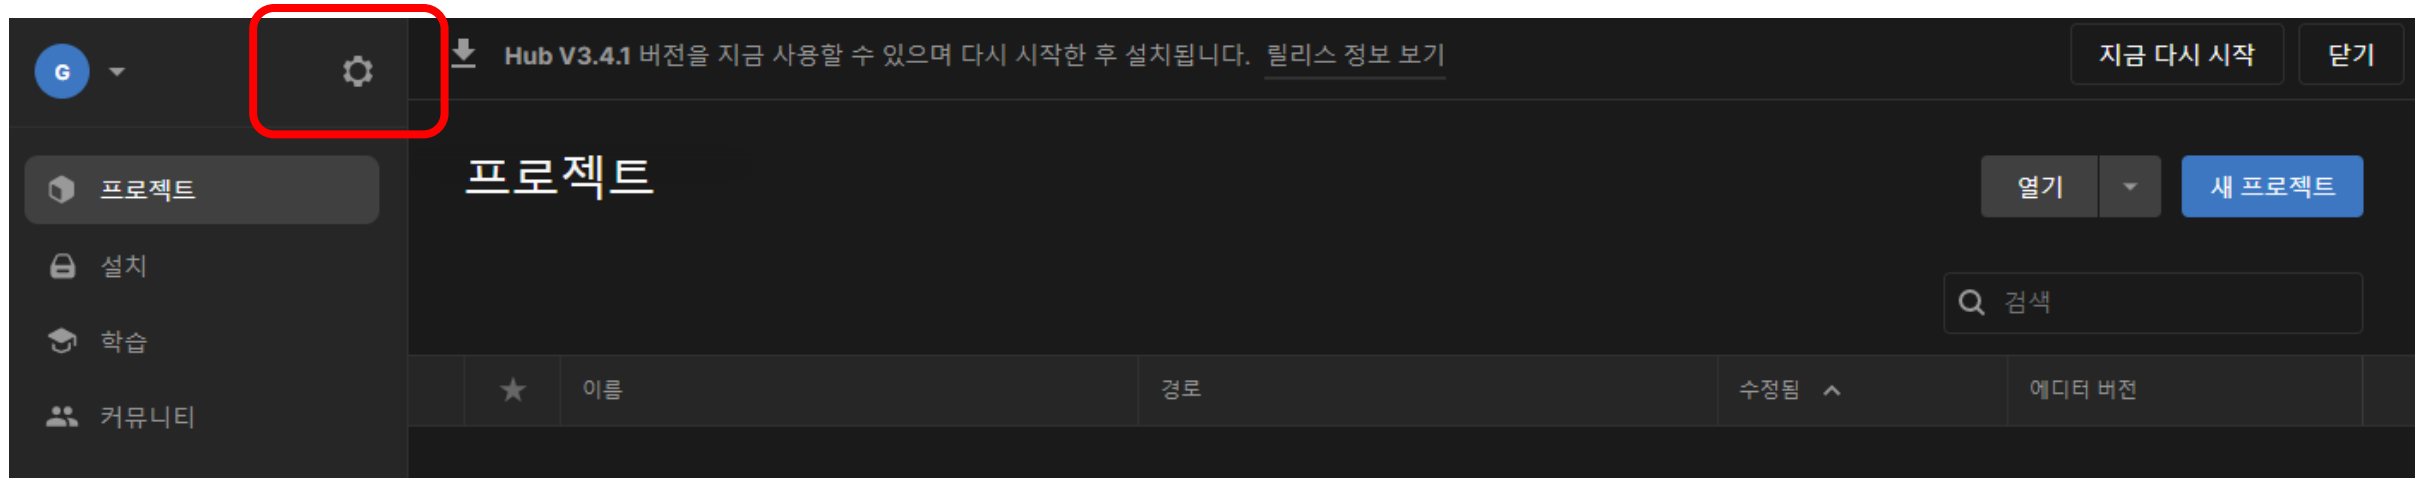 G
Hub V3.4.1 버전을 지금 사용할 수 있으며 다시 시작한 후 설치됩니다. 릴리스 정보 보기
지금 다시 시작
닫기
프로젝트
설치
학습
커뮤니티
프로젝트
열기
새 프로젝트
검색
이름 경로 수정됨 에디터 버전